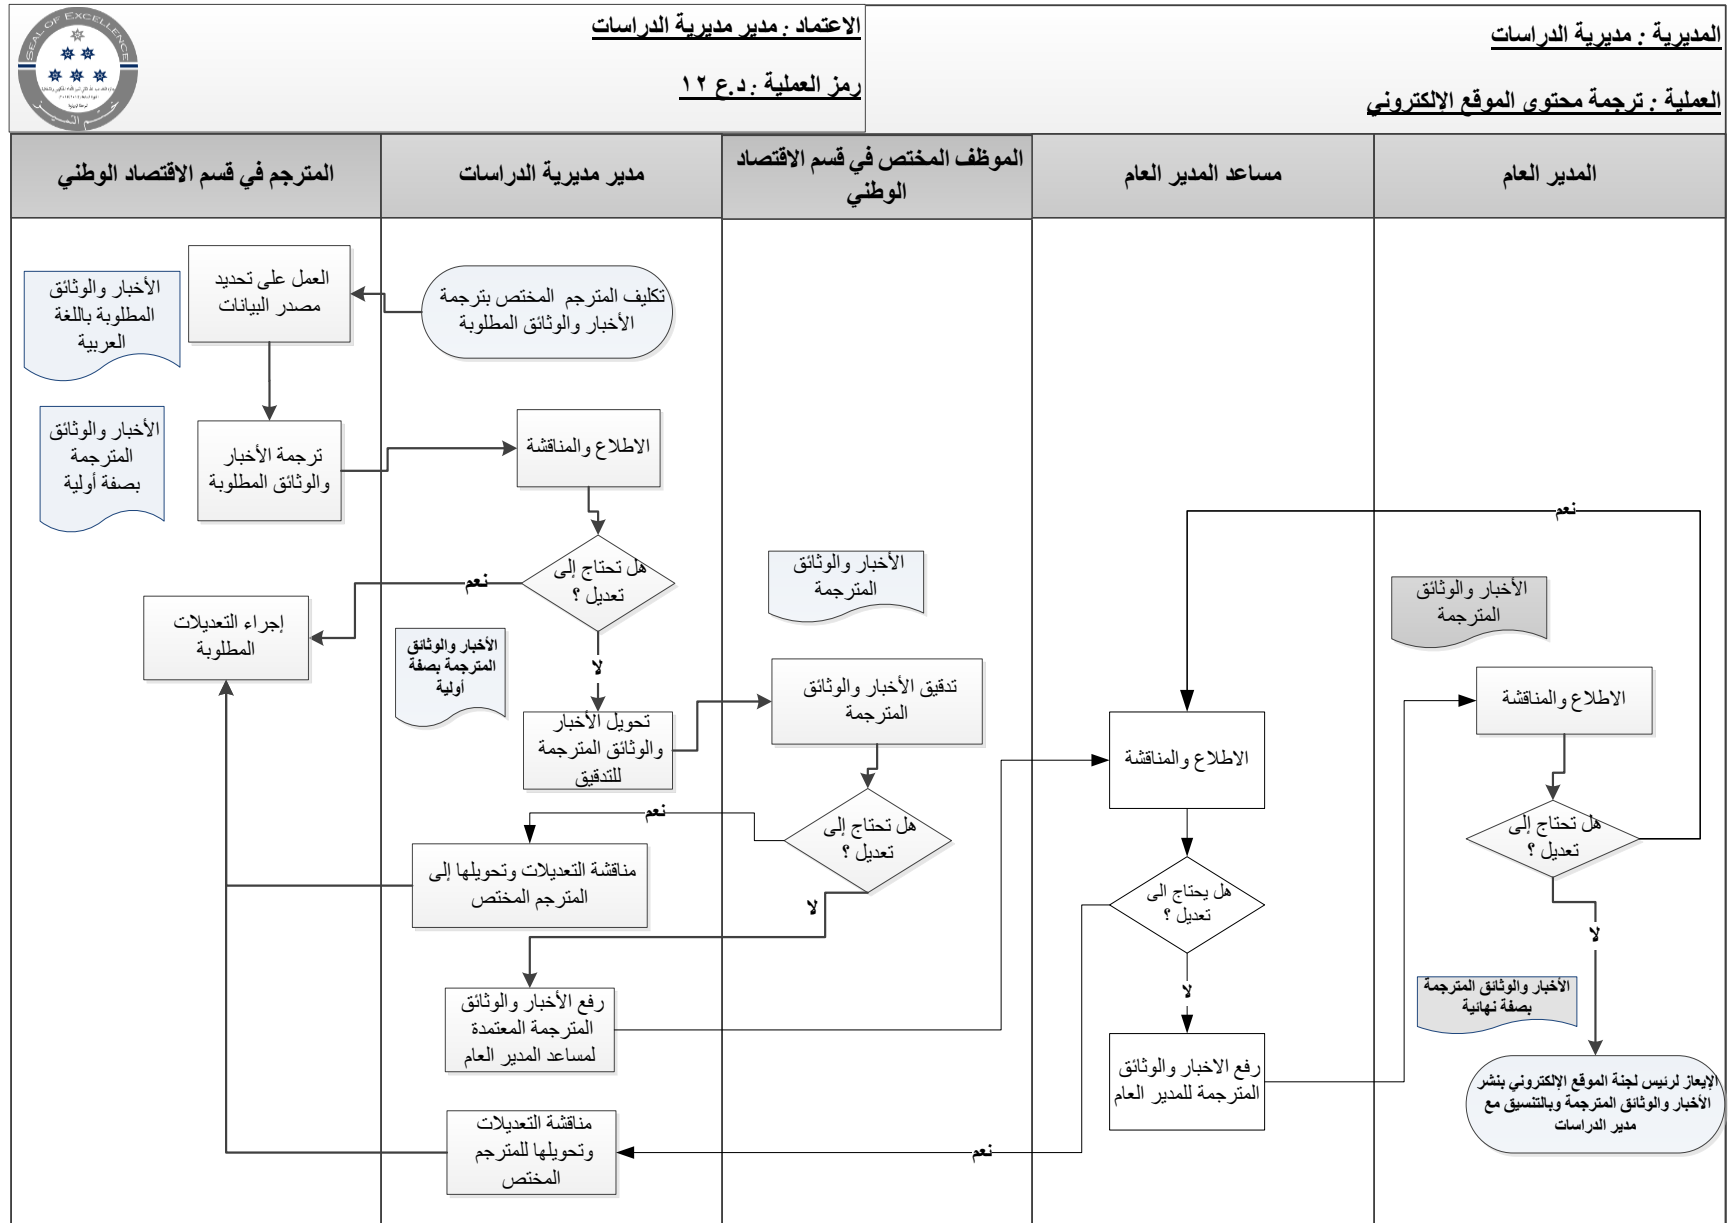 المديرية : مديرية الدراسات
العملية : ترجمة محتوى الموقع الإلكتروني
الاعتماد : مدير مديرية الدراسات
رمز العملية : د.ع ١٢
SEAL OF EXCELLENCE
المدير العام
مساعد المدير العام
الموظف المختص في قسم الاقتصاد
الوطني
مدير مديرية الدراسات
المترجم في قسم الاقتصاد الوطني
تكليف المترجم المختص بترجمة
الأخبار والوثائق المطلوبة
العمل على تحديد
مصدر البيانات
الأخبار والوثائق
المطلوبة باللغة
العربية
ترجمة الأخبار
والوثائق المطلوبة
الأخبار والوثائق
المترجمة
بصفة أولية
الاطلاع والمناقشة
هل تحتاج إلى
تعديل ؟
نعم
إجراء التعديلات
المطلوبة
لا
الأخبار والوثائق
المترجمة بصفة
أولية
تحويل الأخبار
والوثائق المترجمة
للتدقيق
الأخبار والوثائق
المترجمة
تدقيق الأخبار والوثائق
المترجمة
هل تحتاج إلى
تعديل ؟
نعم
مناقشة التعديلات وتحويلها إلى
المترجم المختص
لا
رفع الأخبار والوثائق
المترجمة المعتمدة
لمساعد المدير العام
الاطلاع والمناقشة
هل يحتاج الى
تعديل ؟
نعم
مناقشة التعديلات
وتحويلها للمترجم
المختص
لا
رفع الاخبار والوثائق
المترجمة للمدير العام
الأخبار والوثائق
المترجمة
الاطلاع والمناقشة
هل تحتاج إلى
تعديل ؟
نعم
لا
الأخبار والوثائق المترجمة
بصفة نهائية
الإيعاز لرئيس لجنة الموقع الإلكتروني بنشر
الأخبار والوثائق المترجمة وبالتنسيق مع
مدير الدراسات